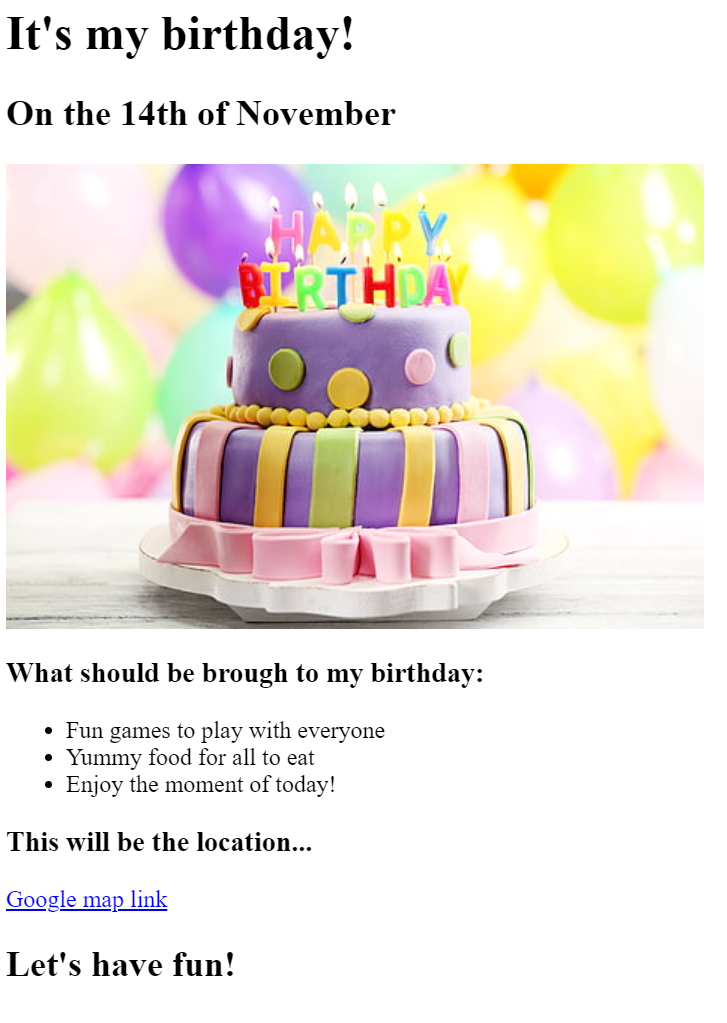 It's my birthday!
On the 14th of November
HAPPY
BIRTHDAY
What should be brough to my birthday:
Fun games to play with everyone
Yummy food for all to eat
Enjoy the moment of today!
This will be the location...
Google map link
Let's have fun!